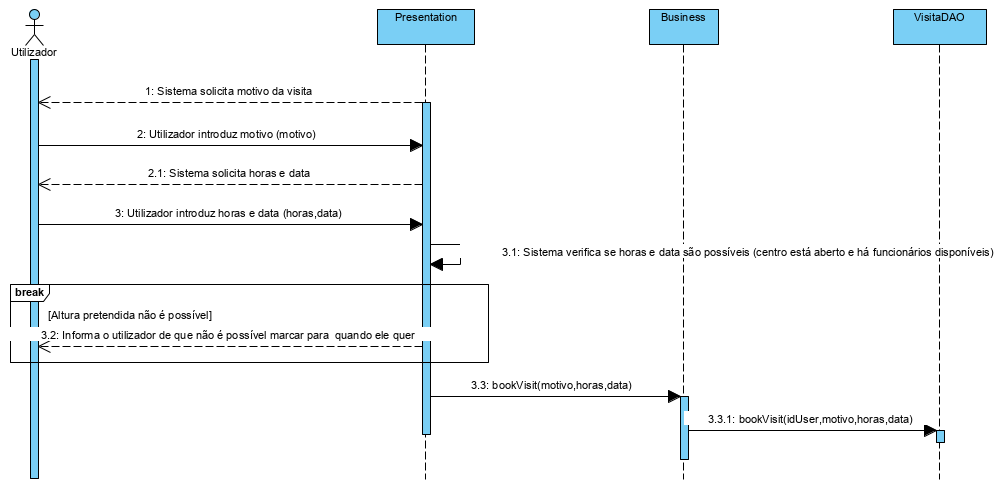 Utilizador
Presentation
Business
VisitaDAO
1: Sistema solicita motivo da visita
2: Utilizador introduz motivo (motivo)
2.1: Sistema solicita horas e data
3: Utilizador introduz horas e data (horas,data)
3.1: Sistema verifica se horas e data são possíveis (centro está aberto e há funcionários disponíveis)
break
[Altura pretendida não é possível]
3.2: Informa o utilizador de que não é possível marcar para quando ele quer
3.3: bookVisit(motivo,horas,data)
3.3.1: bookVisit(idUser,motivo,horas,data)